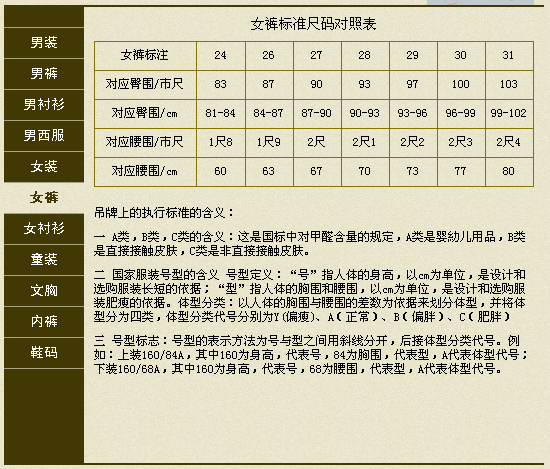 男装
男裤
男衬衫
男西服
女装
女裤
女衬衫
童装
文胸
内裤
鞋码
女裤标准尺码对照表
女裤标注 24 26 27 28 29 30 31
对应臀围/市尺 83 87 90 93 97 100 103
对应臀围/cm 81-84 84-87 87-90 90-93 93-96 96-99 99-102
对应腰围/市尺 1尺8 1尺9 2尺 2尺1 2尺2 2尺3 2尺4
对应腰围/cm 60 63 67 70 73 77 80
吊牌上的执行标准的含义：
一 A类，B类，C类的含义：这是国标中对甲醛含量的规定，A类是婴幼儿用品，B类
是直接接触皮肤，C类是非直接接触皮肤。
二 国家服装号型的含义 号型定义：“号”指人体的身高，以cm为单位，是设计和
选购服装长短的依据；“型”指人体的胸围和腰围，以cm为单位，是设计和选购服
装肥瘦的依据。体型分类：以人体的胸围与腰围的差数为依据来划分体型，并将体
型分为四类，体型分类代号分别为Y(偏瘦)、A（正常）、B（偏胖）、C（肥胖）
三 号型标志：号型的表示方法为号与型之间用斜线分开，后接体型分类代号。例
如：上装160/84A，其中160为身高，代表号，84为胸围，代表型，A代表体型代号；
下装160/68A，其中160为身高，代表号，68为腰围，代表型，A代表体型代号。